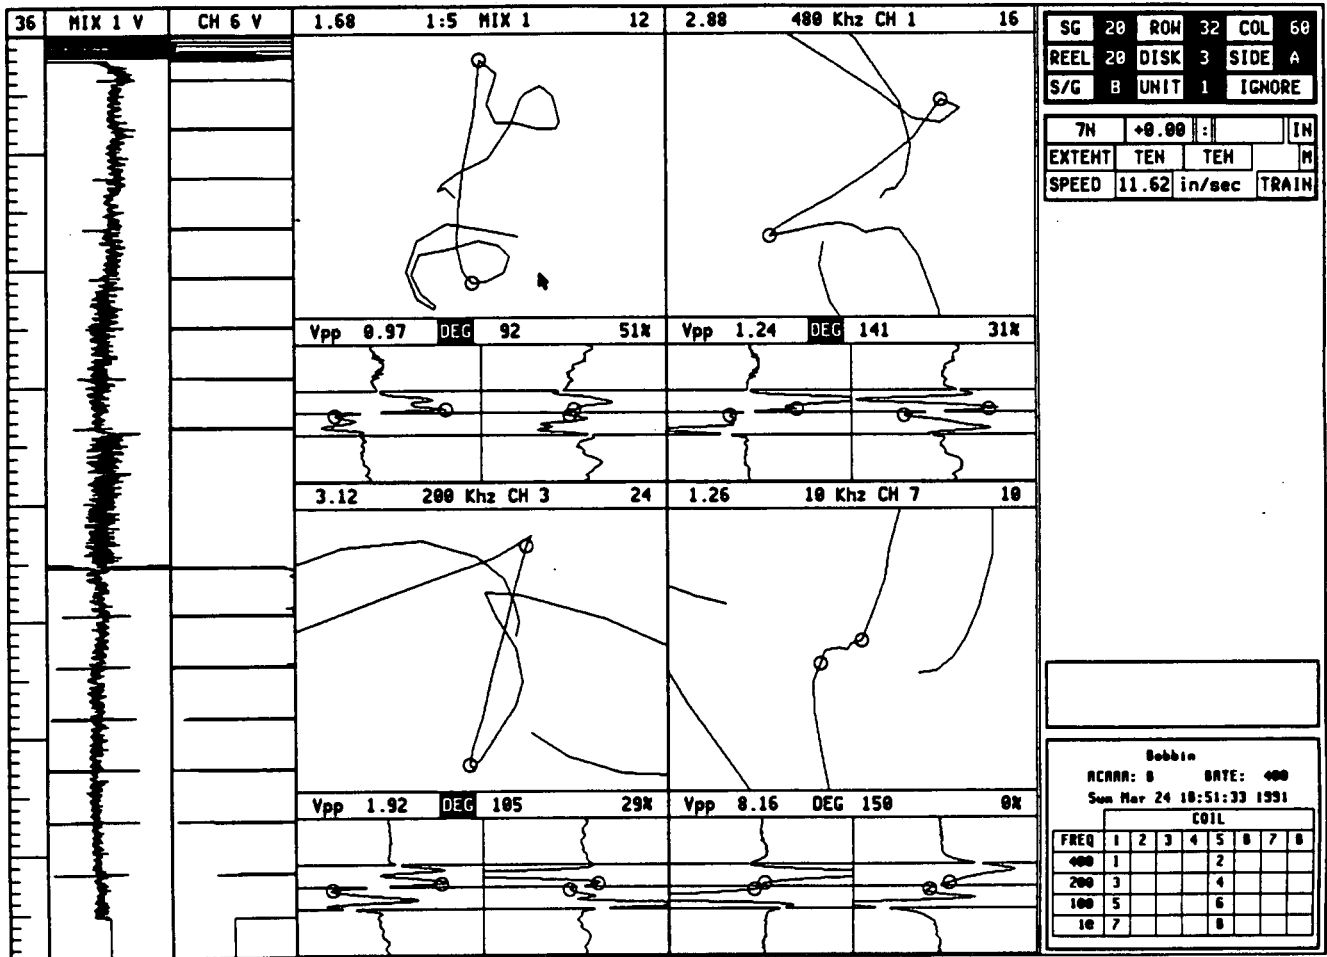 36 MIX 1 V CH 6 V
1.68 1:5 MIX 1 12
2.88 480 Khz CH 1 16
SG 20 ROW 32 COL 60
REEL 20 DISK 3 SIDE A
S/G B UNIT 1 IGNORE
7H +0.00 : IN
EXTENT TEH TEH M
SPEED 11.62 in/sec TRAIN
Vpp 0.97 DEG 92 51%
Vpp 1.24 DEG 141 31%
3.12 200 Khz CH 3 24
1.26 10 Khz CH 7 10
Vpp 1.92 DEG 105 29%
Vpp 8.16 DEG 150 0%
Bobbin
400
Sun Mar 24 18:51:33 1991
COIL
FREQ 1 2 3 4 5 6 7 8
400 1 2
200 3 4
100 5 6
10 7 8